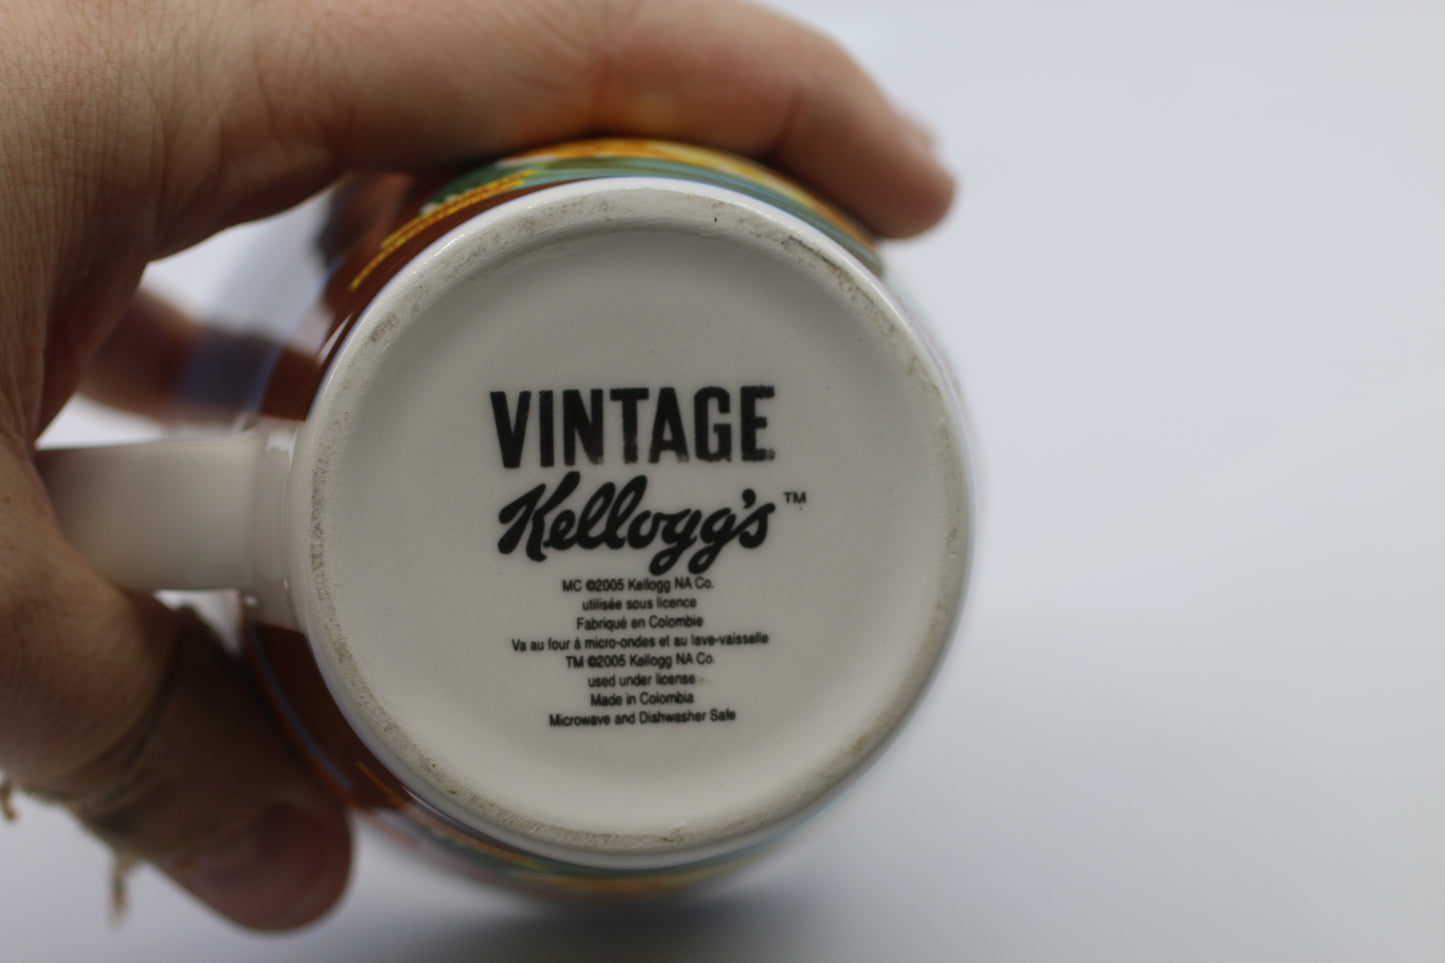 VINTAGE
Kellogg's™
MC ©2005 Kellogg NA Co.
utilisée sous licence
Fabriqué en Colombie
Va au four à micro-ondes et au lave-vaisselle
TM ©2005 Kellogg NA Co.
used under license
Made in Colombia
Microwave and Dishwasher Safe